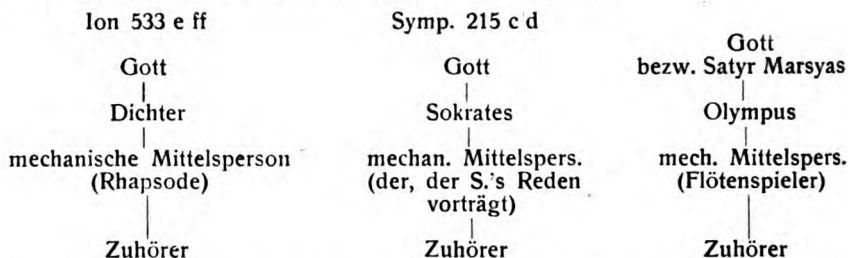 Ion 533 e ff
Gott
Dichter
mechanische Mittelsperson
(Rhapsode)
Zuhörer
Symp. 215 c d
Gott
Sokrates
mechan. Mittelspers.
(der, der S.'s Reden
vorträgt)
Zuhörer
Gott
bezw. Satyr Marsyas
Olympus
mech. Mittelspers.
(Flötenspieler)
Zuhörer